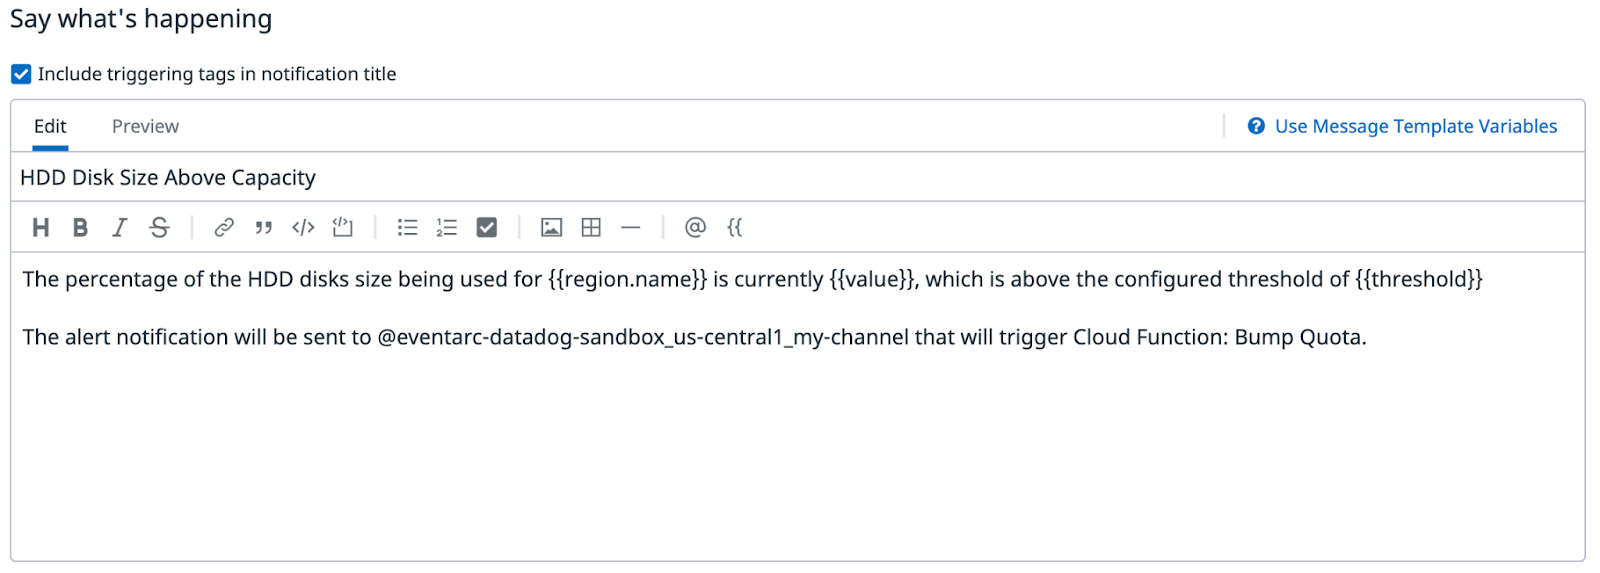 Say what's happening
Include triggering tags in notification title
Edit Preview Use Message Template Variables
HDD Disk Size Above Capacity
H B I S @ {{
The percentage of the HDD disks size being used for {{region.name}} is currently {{value}}, which is above the configured threshold of {{threshold}}
The alert notification will be sent to @eventarc-datadog-sandbox_us-central1_my-channel that will trigger Cloud Function: Bump Quota.